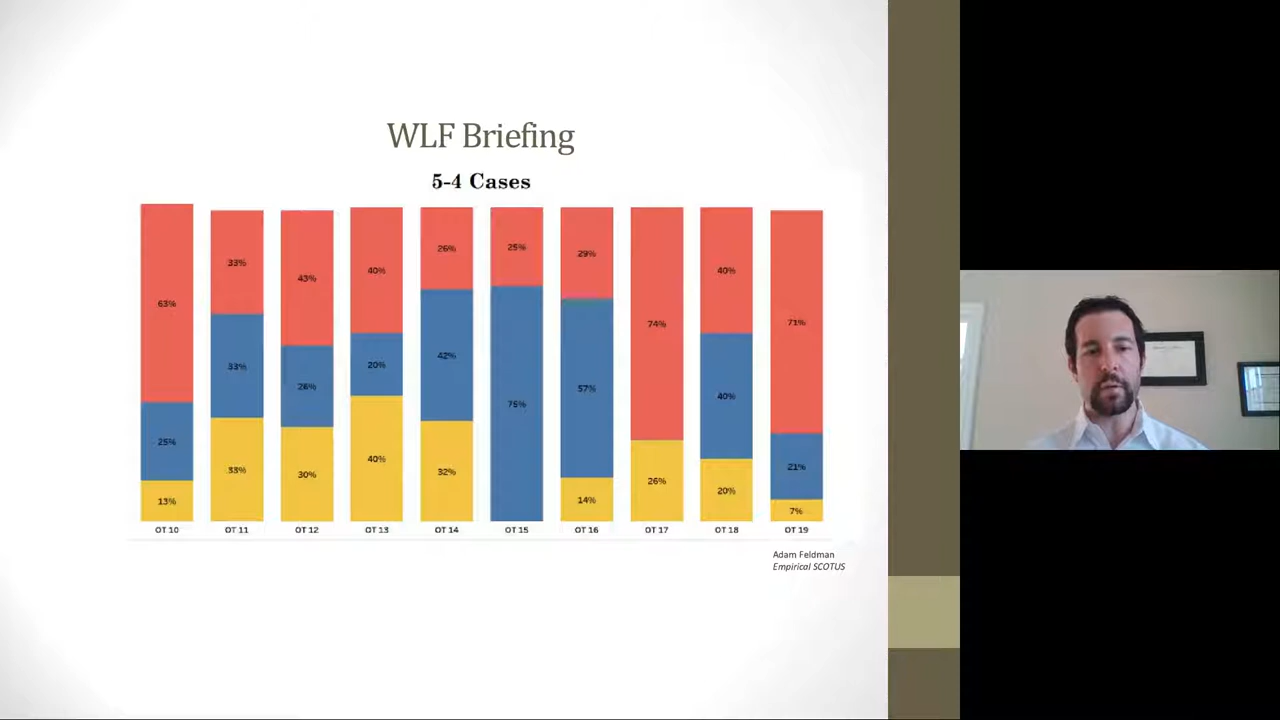 WLF Briefing
5-4 Cases
63% 33% 43% 40% 26% 25% 29% 74% 40% 71%
25% 33% 26% 20% 42% 75% 57% 40% 21%
13% 33% 30% 40% 32% 14% 26% 20% 7%
OT 10 OT 11 OT 12 OT 13 OT 14 OT 15 OT 16 OT 17 OT 18 OT 19
Adam Feldman
Empirical SCOTUS